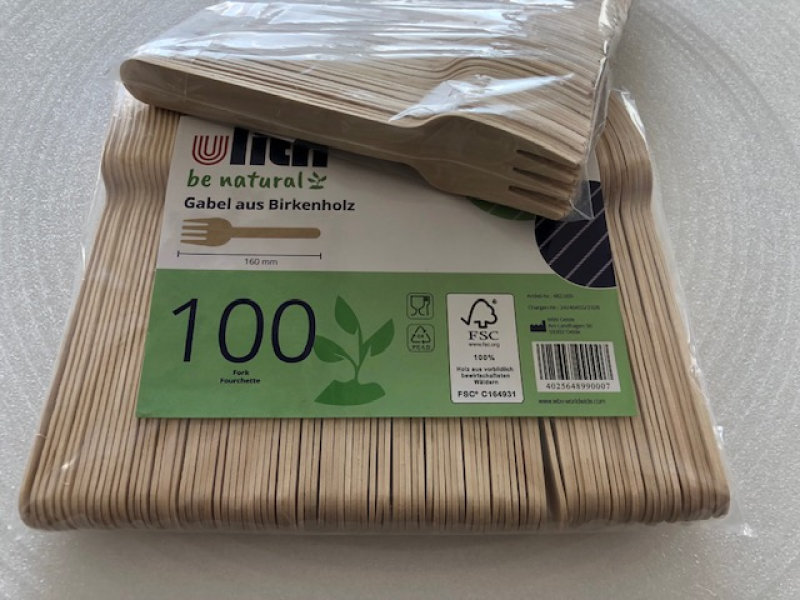 be natural
Gabel aus Birkenholz
160 mm
100
Fork
Fourchette
FSC
www.fsc.org
100%
Holz aus vorbildlich
bewirtschafteten
Wäldern
FSC® C164931
4025648990007